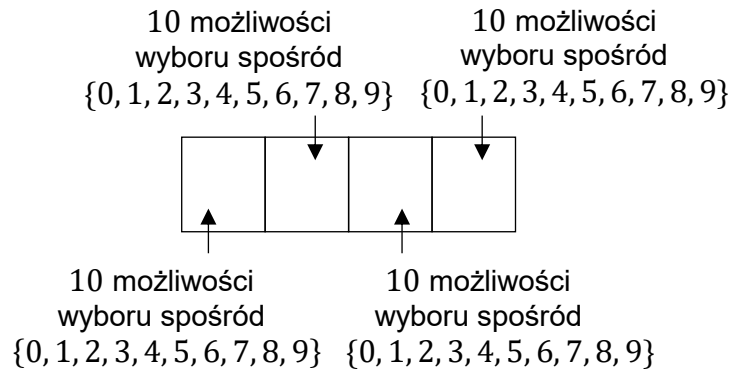 10 możliwości
wyboru spośród
{0, 1, 2, 3, 4, 5, 6, 7, 8, 9}
10 możliwości
wyboru spośród
{0, 1, 2, 3, 4, 5, 6, 7, 8, 9}
10 możliwości
wyboru spośród
{0, 1, 2, 3, 4, 5, 6, 7, 8, 9}
10 możliwości
wyboru spośród
{0, 1, 2, 3, 4, 5, 6, 7, 8, 9}